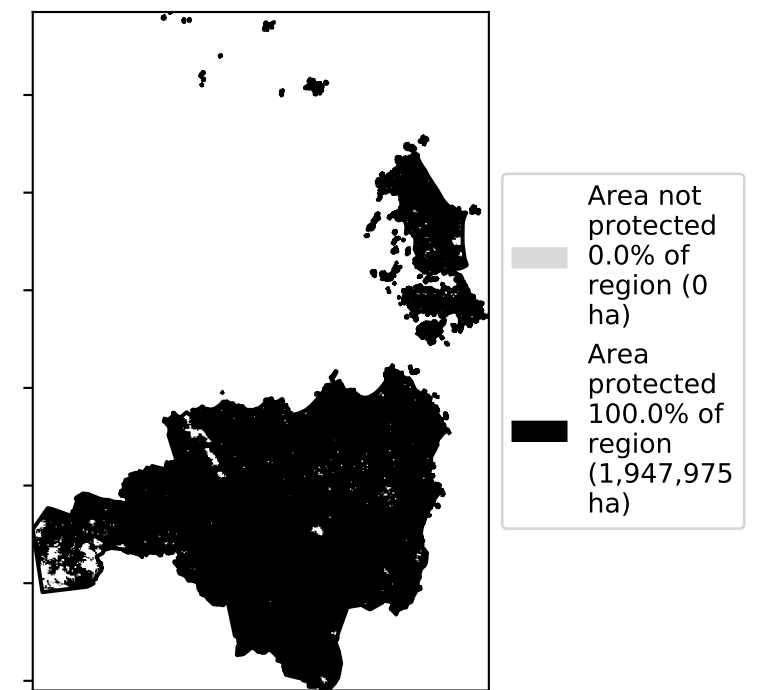 Area not
protected
0.0% of
region (0
ha)
Area
protected
100.0% of
region
(1,947,975
ha)